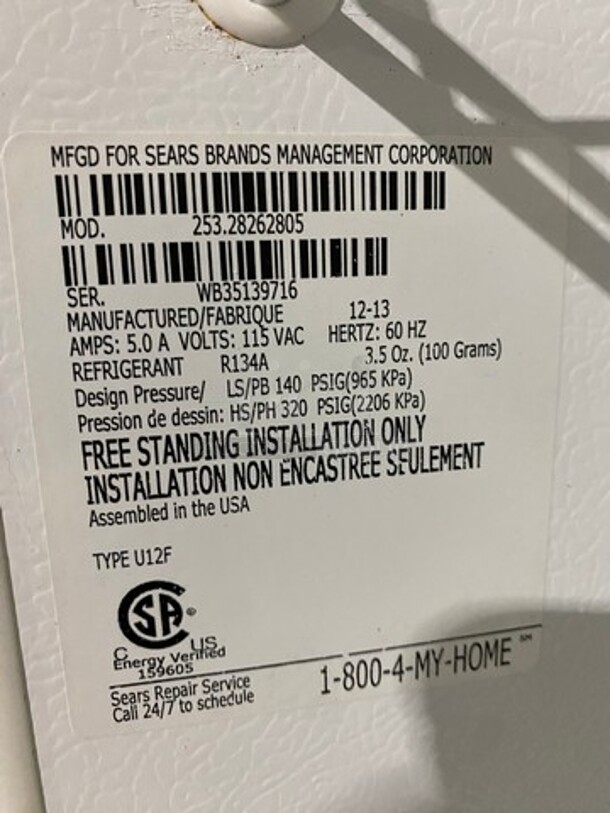 MFGD FOR SEARS BRANDS MANAGEMENT CORPORATION
MOD. 253.28262805
SER. WB35139716
MANUFACTURED/FABRIQUE 12-13
AMPS: 5.0 A VOLTS: 115 VAC HERTZ: 60 HZ
REFRIGERANT R134A 3.5 Oz. (100 Grams)
Design Pressure/ LS/PB 140 PSIG(965 KPa)
Pression de dessin: HS/PH 320 PSIG(2206 KPa)
FREE STANDING INSTALLATION ONLY
INSTALLATION NON ENCASTREE SEULEMENT
Assembled in the USA
TYPE U12F
SA ®
C US
Energy Verified
159605
Sears Repair Service
Call 24/7 to schedule
1-800-4-MY-HOME SM